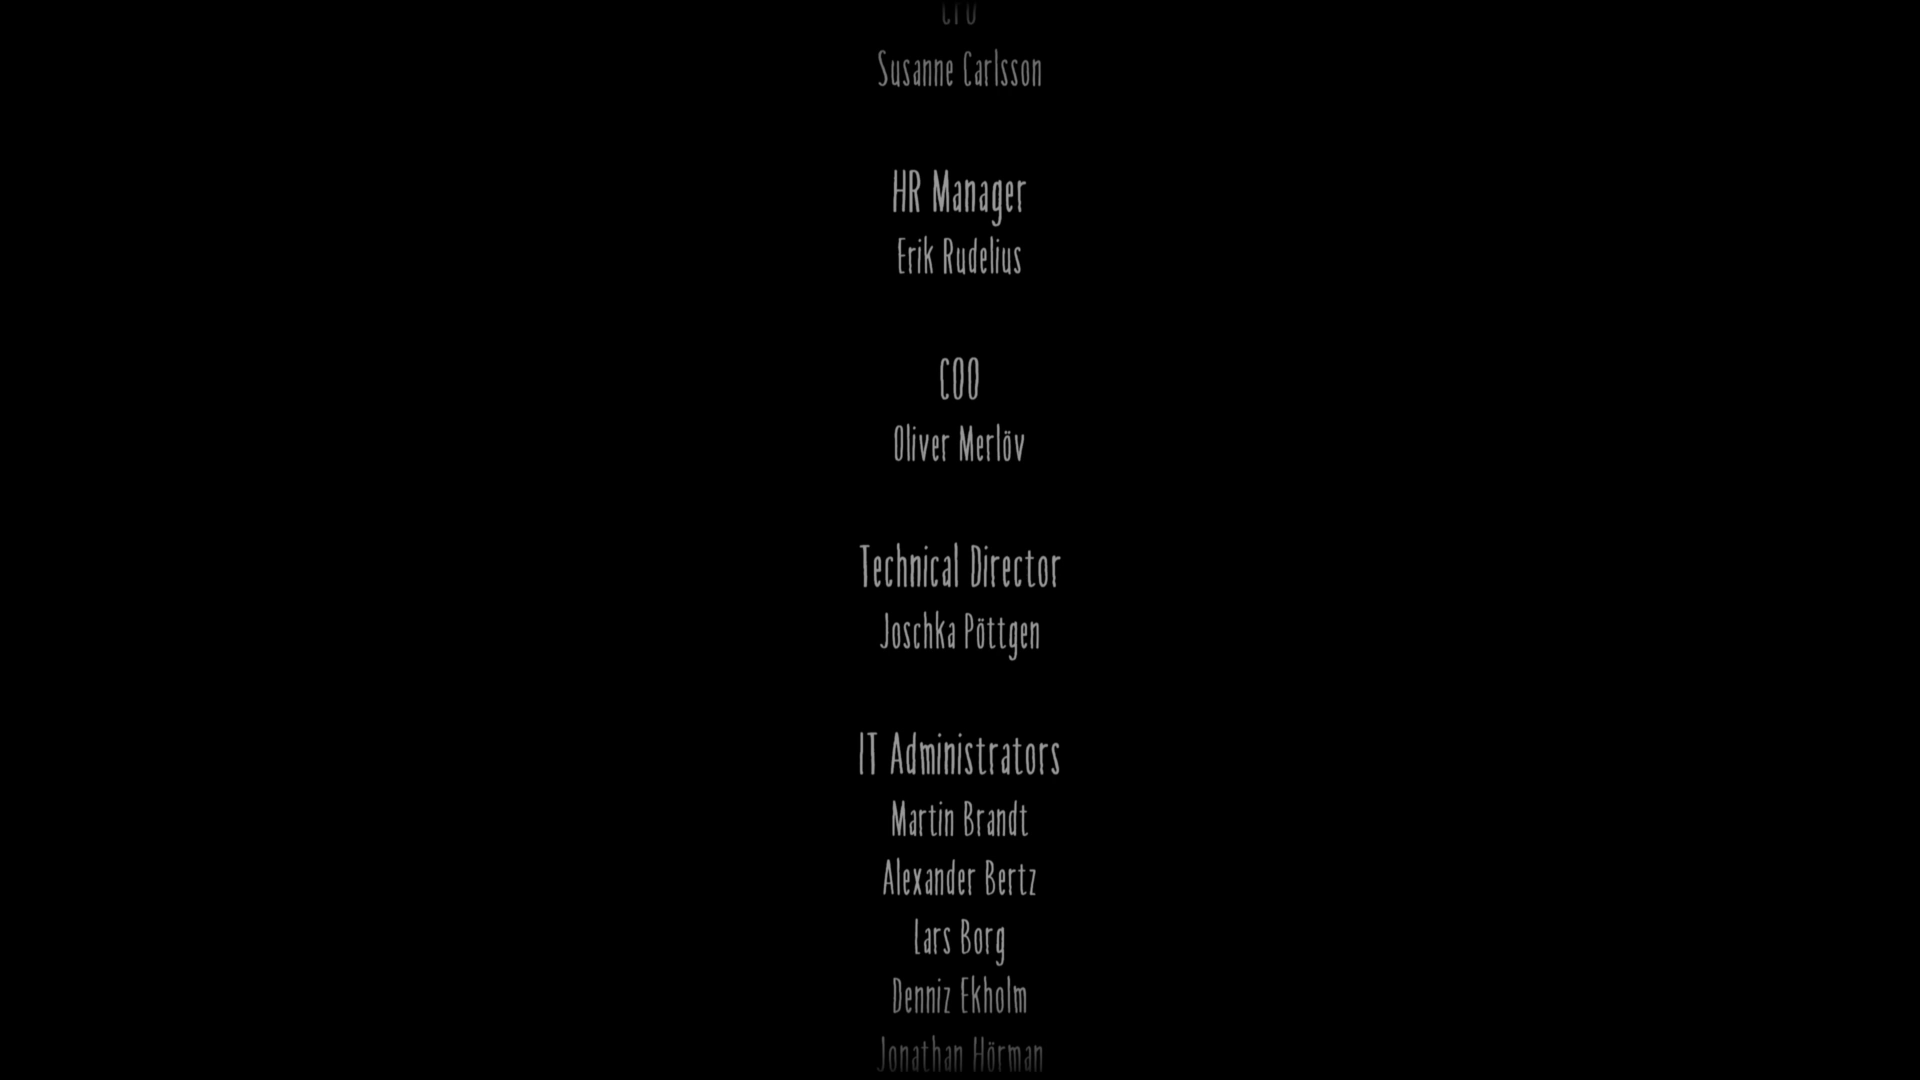 CFO
Susanne Carlsson
HR Manager
Erik Rudelius
COO
Oliver Merlöv
Technical Director
Joschka Pöttgen
IT Administrators
Martin Brandt
Alexander Bertz
Lars Borg
Denniz Ekholm
Jonathan Hörman